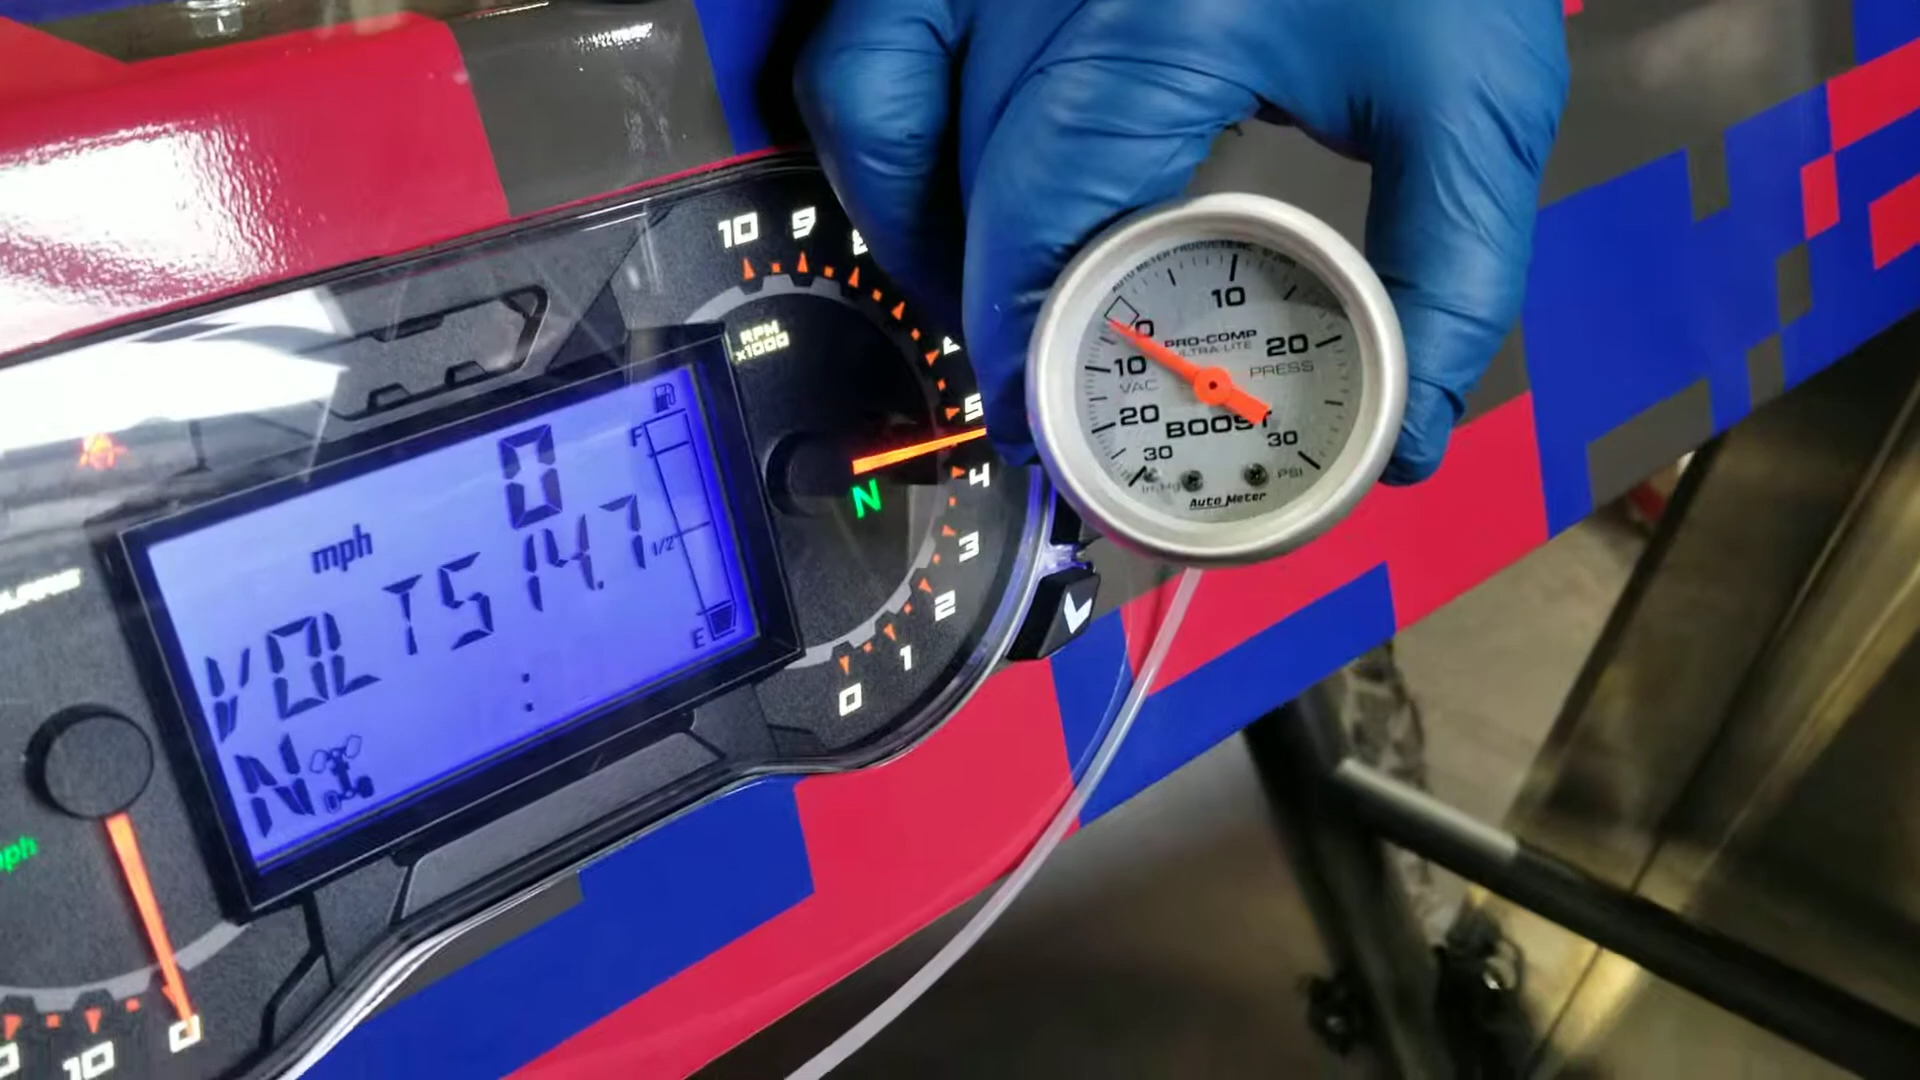 10 9
RPM
x1000
5
4
3
2
1
0
N
F
1/2
E
0
mph
VOLTS 14.7
:
N
mph
10
0
AUTO METER PRODUCTS INC.
0 10 20 30
PRO-COMP
ULTRA-LITE
PRESS
10
VAC
20
30
BOOST
In.Hg
PSI
Auto Meter